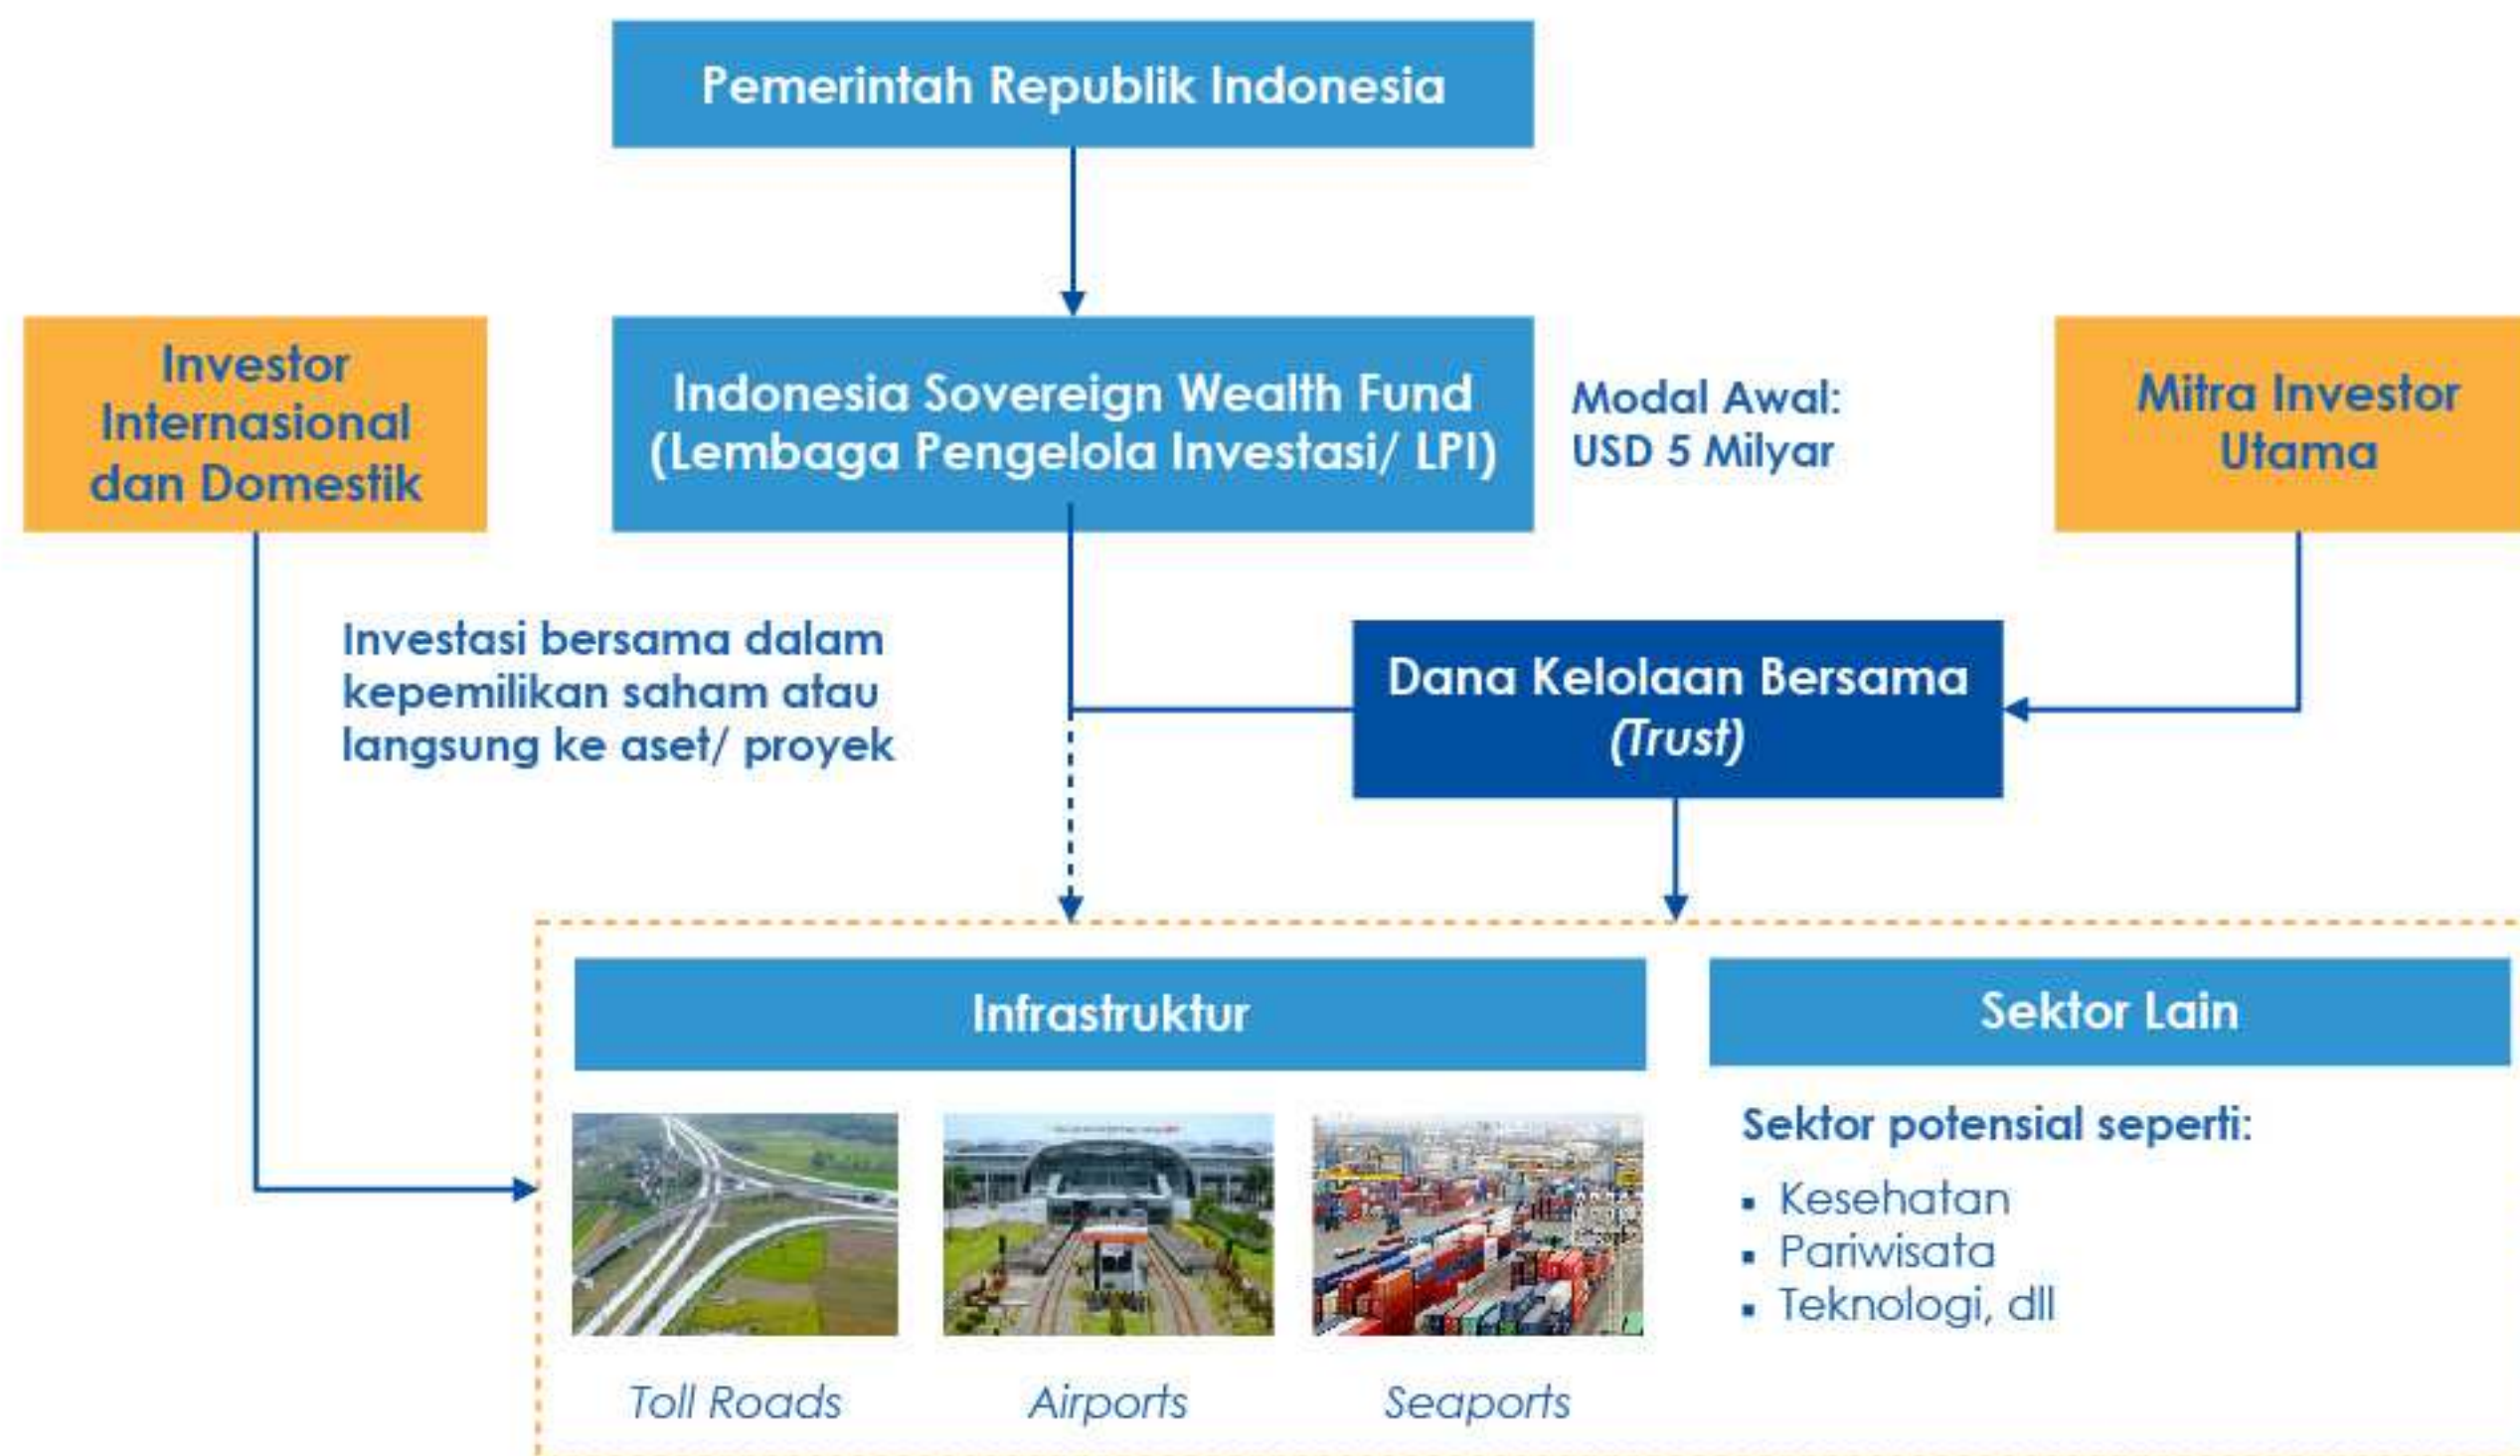 Pemerintah Republik Indonesia
Investor
Internasional
dan Domestik
Indonesia Sovereign Wealth Fund
(Lembaga Pengelola Investasi/ LPI)
Modal Awal:
USD 5 Milyar
Mitra Investor
Utama
Investasi bersama dalam
kepemilikan saham atau
langsung ke aset/ proyek
Dana Kelolaan Bersama
(Trust)
Infrastruktur
Toll Roads
Airports
Seaports
Sektor Lain
Sektor potensial seperti:
▪ Kesehatan
▪ Pariwisata
▪ Teknologi, dll